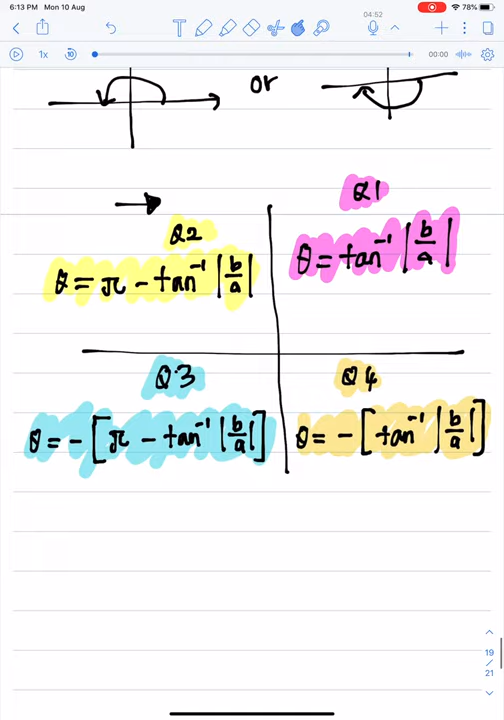 6:13 PM Mon 10 Aug
78%
04:52
1x
10
00:00
or
Q1
θ = tan⁻¹ |b/a|
Q2
θ = π − tan⁻¹ |b/a|
Q3
θ = −[π − tan⁻¹ |b/a|]
Q4
θ = −[tan⁻¹ |b/a|]
19
/
21